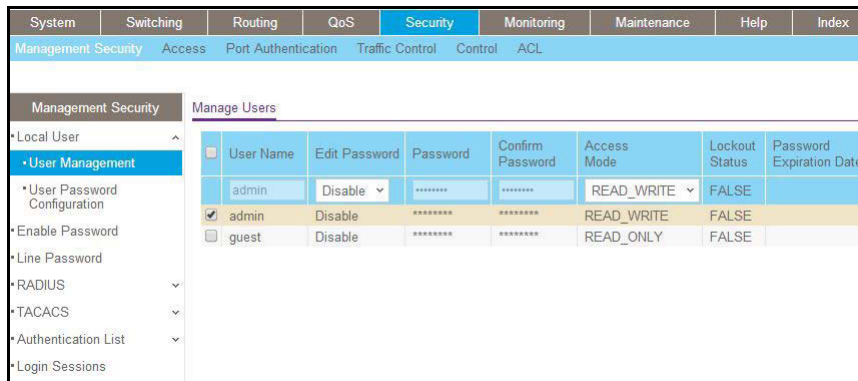 System Switching Routing QoS Security Monitoring Maintenance Help Index
Management Security Access Port Authentication Traffic Control Control ACL
Management Security
Manage Users
Local User
User Management
User Password
Configuration
Enable Password
Line Password
RADIUS
TACACS
Authentication List
Login Sessions
User Name Edit Password Password Confirm Password Access Mode Lockout Status Password Expiration Date
admin Disable ******** ******** READ_WRITE FALSE
admin Disable ******** ******** READ_WRITE FALSE
guest Disable ******** ******** READ_ONLY FALSE